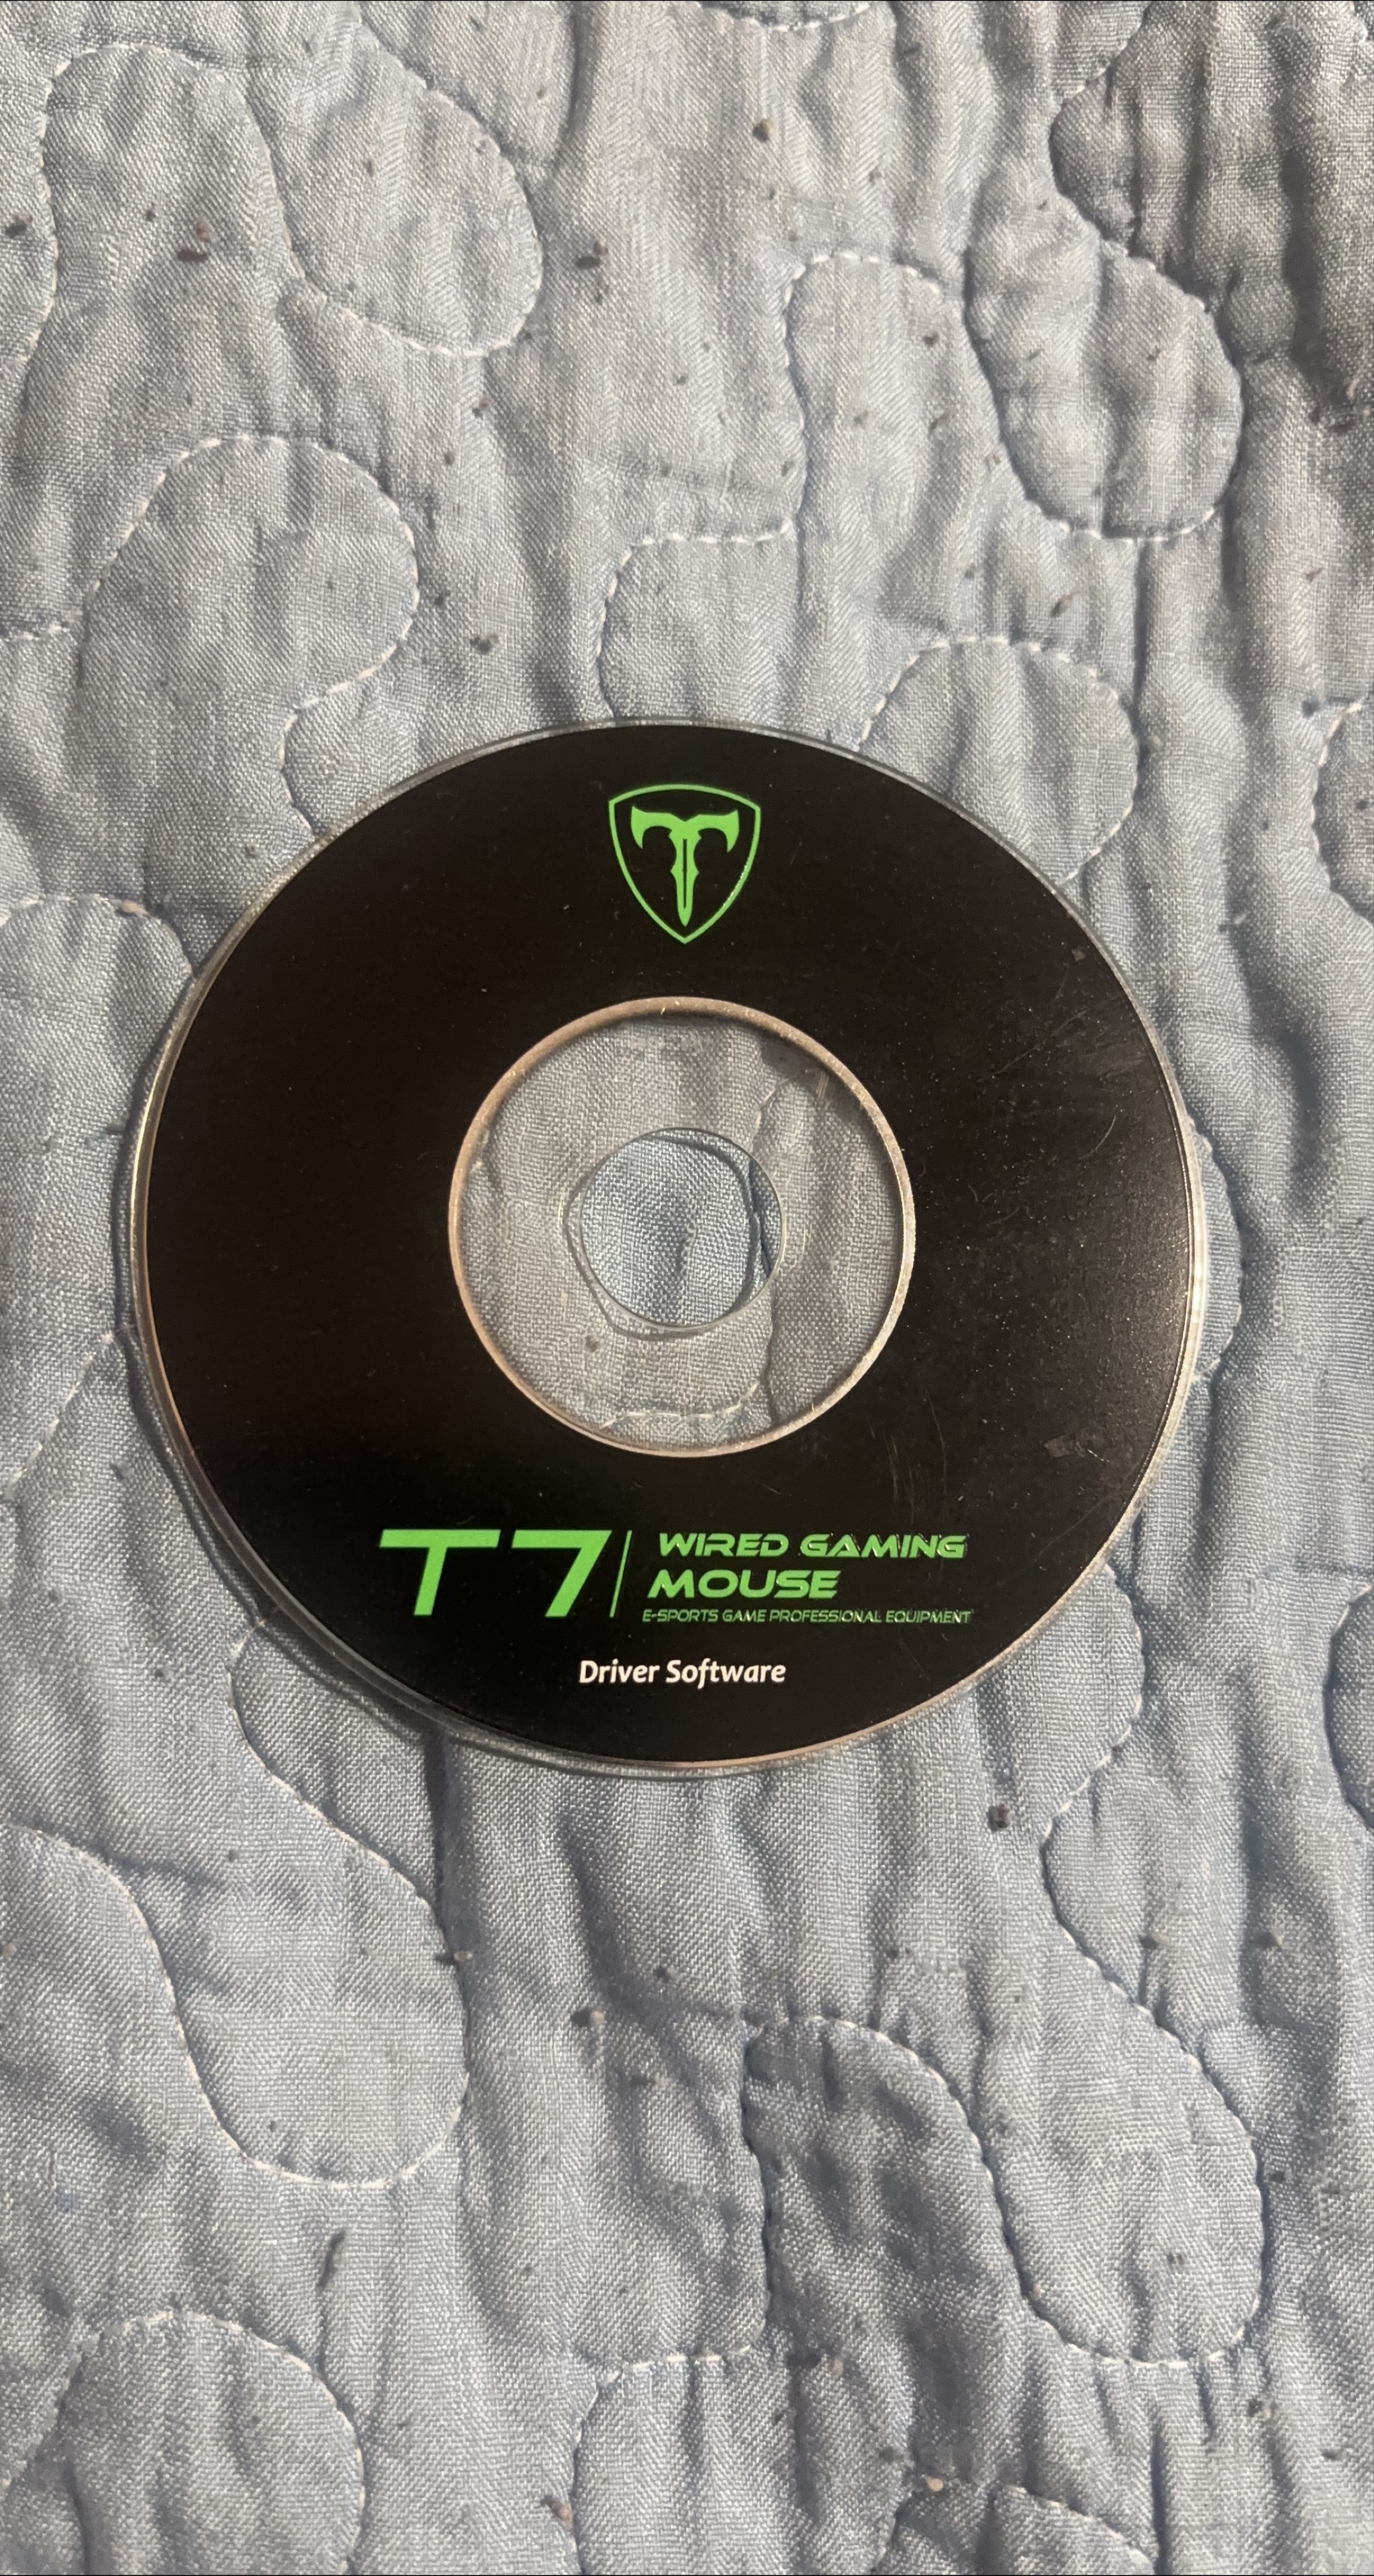 T7
WIRED GAMING
MOUSE
E-SPORTS GAME PROFESSIONAL EQUIPMENT
Driver Software